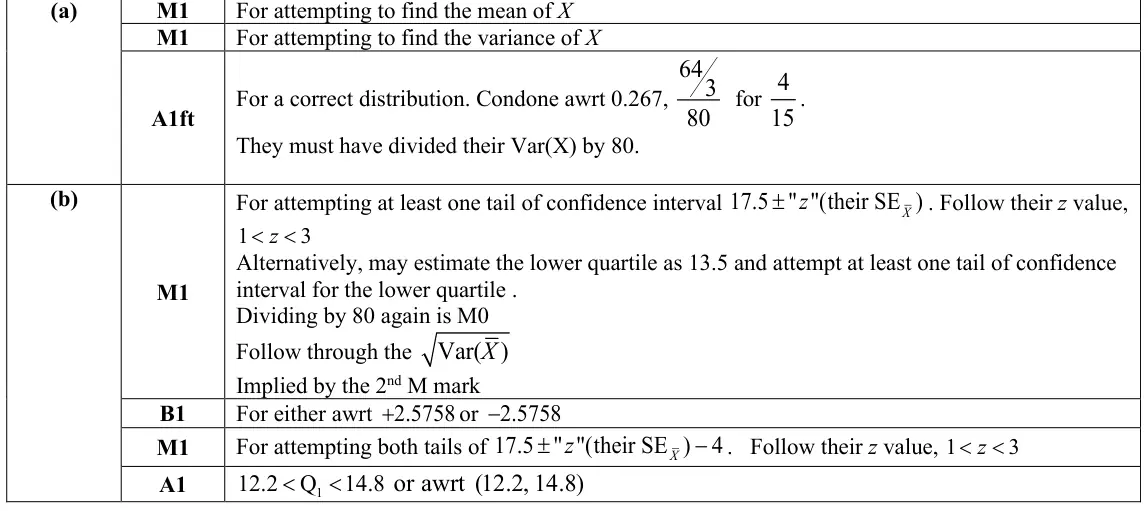 (a) M1 For attempting to find the mean of X
M1 For attempting to find the variance of X
A1ft For a correct distribution. Condone awrt 0.267, (64/3)/80 for 4/15.
They must have divided their Var(X) by 80.
(b) M1 For attempting at least one tail of confidence interval 17.5 ± "z"(their SE_X̄). Follow their z value,
1 < z < 3
Alternatively, may estimate the lower quartile as 13.5 and attempt at least one tail of confidence
interval for the lower quartile .
Dividing by 80 again is M0
Follow through the √Var(X̄)
Implied by the 2nd M mark
B1 For either awrt +2.5758 or −2.5758
M1 For attempting both tails of 17.5 ± "z"(their SE_X̄) − 4. Follow their z value, 1 < z < 3
A1 12.2 < Q₁ < 14.8 or awrt (12.2, 14.8)